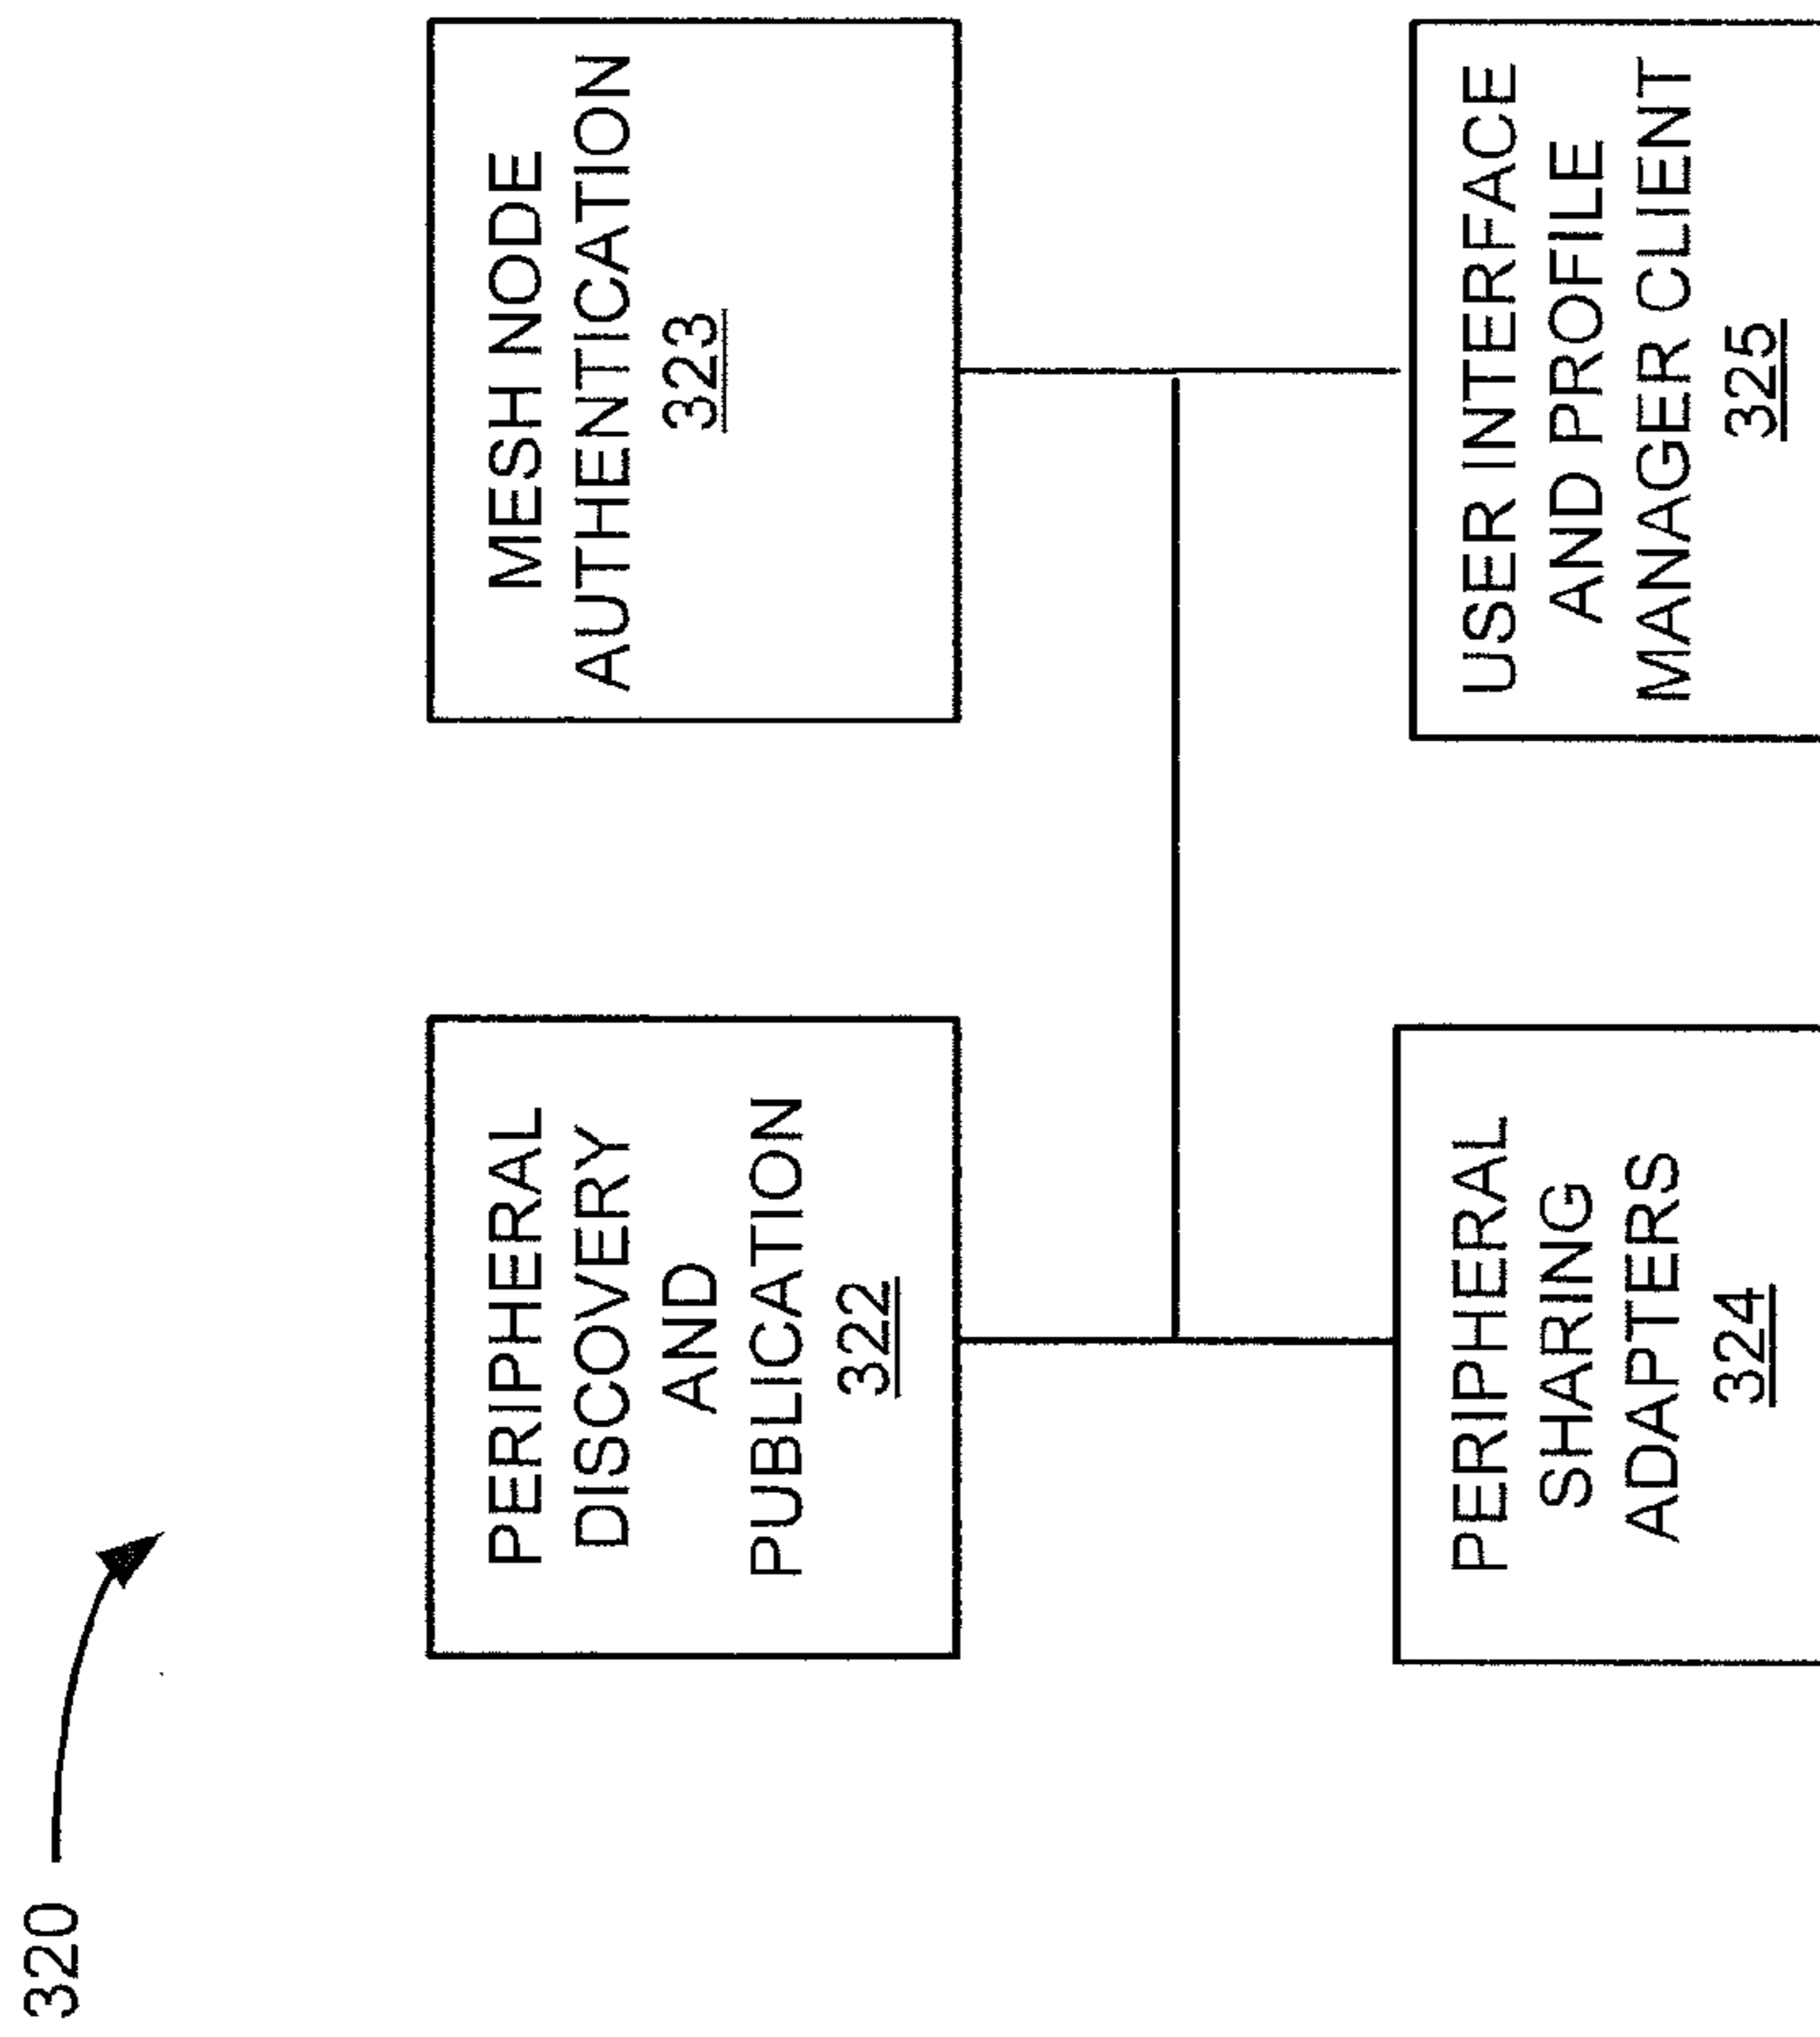 320
PERIPHERAL
DISCOVERY
AND
PUBLICATION
322
MESH NODE
AUTHENTICATION
323
PERIPHERAL
SHARING
ADAPTERS
324
USER INTERFACE
AND PROFILE
MANAGER CLIENT
325